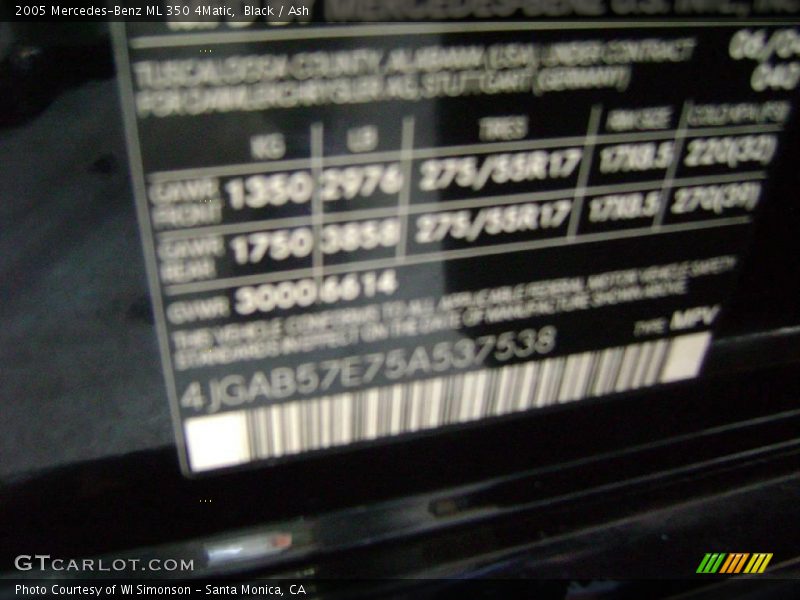 2005 Mercedes-Benz ML 350 4Matic, Black / Ash
06/04
TUSCALOOSA COUNTY, ALABAMA, (USA), UNDER CONTRACT
FOR DAIMLERCHRYSLER AG, STUTTGART (GERMANY)
KG LB TIRES RIM SIZE COLD
GAWR FRONT 1350 2976 275/55R17 17X8.5 220(32)
GAWR REAR 1750 3858 275/55R17 17X8.5 270(39)
GVWR 3000 6614
THIS VEHICLE CONFORMS TO ALL APPLICABLE FEDERAL MOTOR VEHICLE SAFETY
STANDARDS IN EFFECT ON THE DATE OF MANUFACTURE SHOWN ABOVE
4JGAB57E75A537538 TYPE MPV
GTCARLOT.COM
Photo Courtesy of WI Simonson - Santa Monica, CA